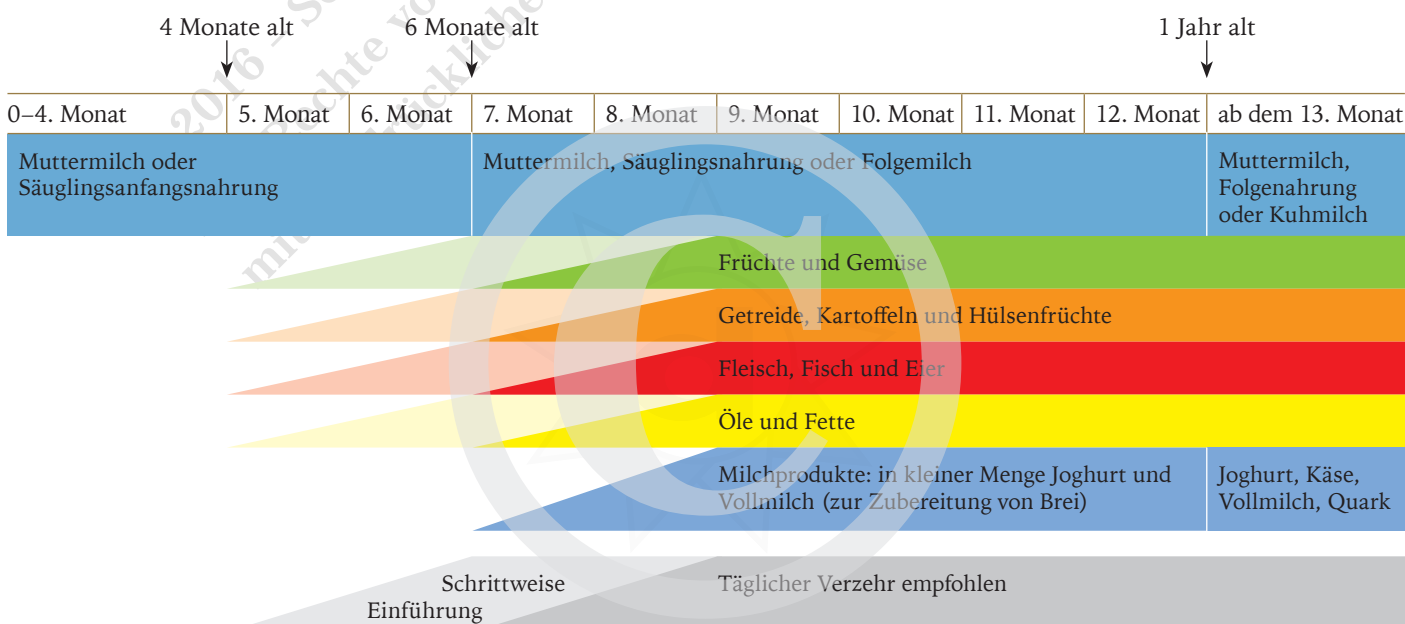 4 Monate alt
6 Monate alt
1 Jahr alt
0–4. Monat
5. Monat
6. Monat
7. Monat
8. Monat
9. Monat
10. Monat
11. Monat
12. Monat
ab dem 13. Monat
Muttermilch oder
Säuglingsanfangsnahrung
Muttermilch, Säuglingsnahrung oder Folgemilch
Muttermilch,
Folgenahrung
oder Kuhmilch
Früchte und Gemüse
Getreide, Kartoffeln und Hülsenfrüchte
Fleisch, Fisch und Eier
Öle und Fette
Milchprodukte: in kleiner Menge Joghurt und
Vollmilch (zur Zubereitung von Brei)
Joghurt, Käse,
Vollmilch, Quark
Schrittweise
Einführung
Täglicher Verzehr empfohlen
2016 –
©